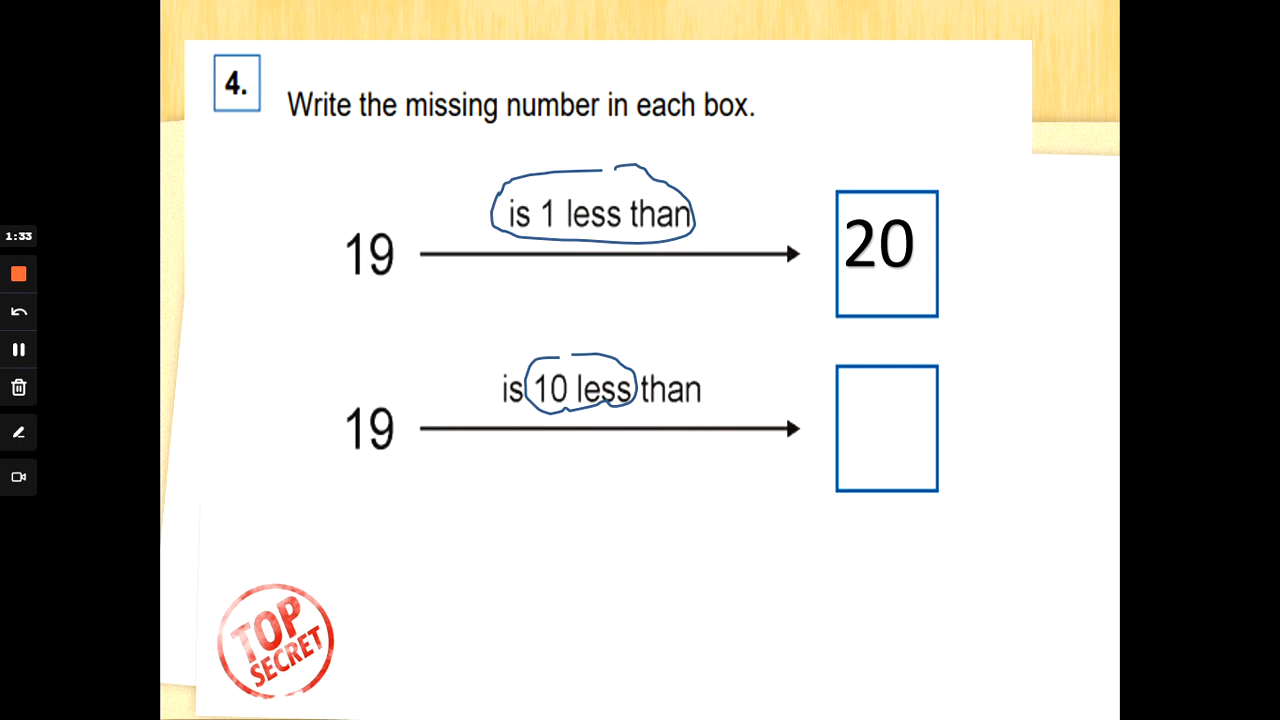 4.
Write the missing number in each box.
is 1 less than
19
20
1:33
is 10 less than
19
TOP
SECRET